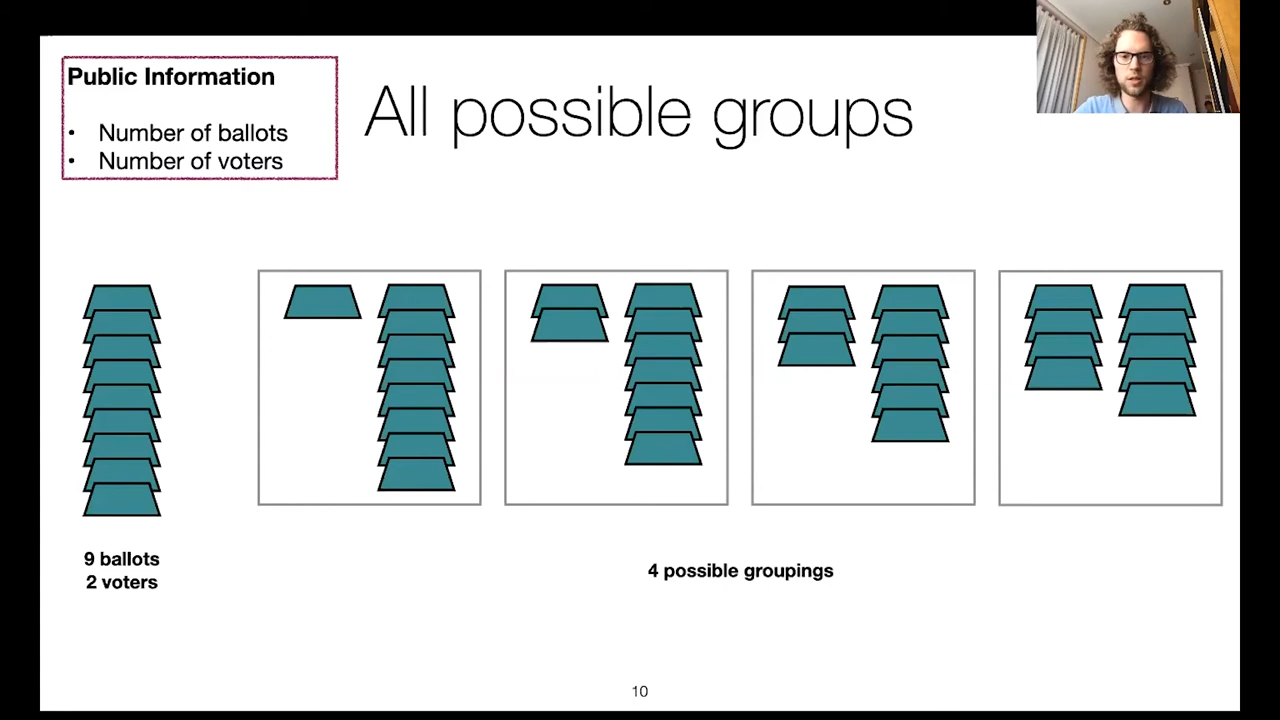 Public Information
• Number of ballots
• Number of voters
All possible groups
9 ballots
2 voters
4 possible groupings
10